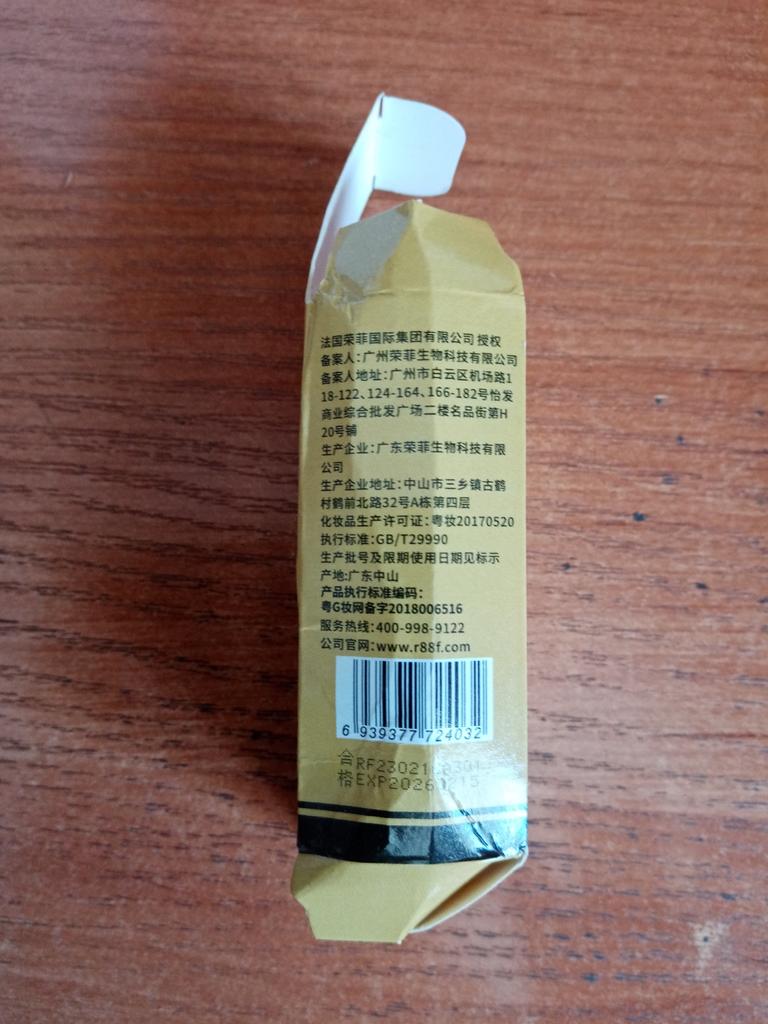 法国荣菲国际集团有限公司 授权
备案人:广州荣菲生物科技有限公司
备案人地址:广州市白云区机场路1
18-122、124-164、166-182号怡发
商业综合批发广场二楼名品街第H
20号铺
生产企业:广东荣菲生物科技有限
公司
生产企业地址:中山市三乡镇古鹤
村鹤前北路32号A栋第四层
化妆品生产许可证:粤妆20170520
执行标准:GB/T29990
生产批号及限期使用日期见标示
产地:广东中山
产品执行标准编码:
粤G妆网备字2018006516
服务热线:400-998-9122
公司官网:www.r88f.com
6 939377 724032
合格